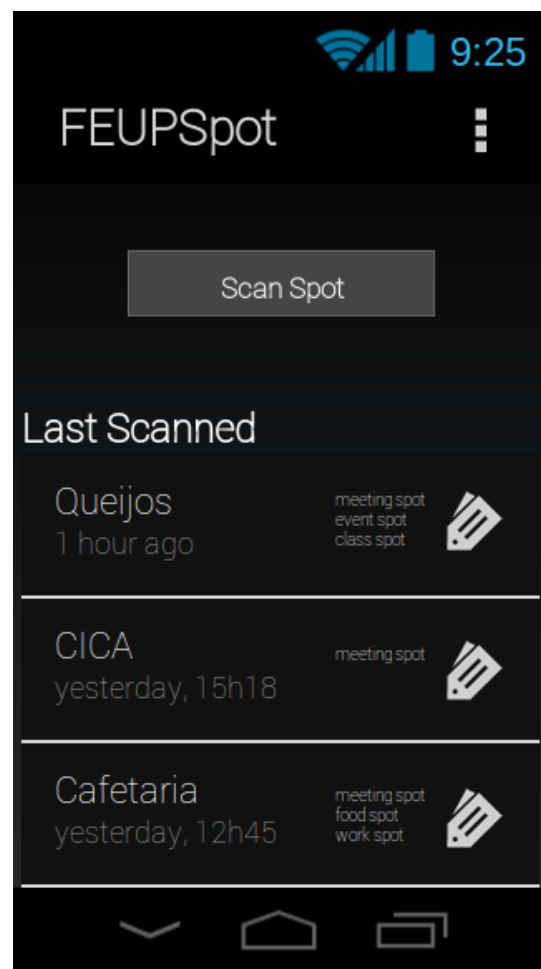 9:25
FEUPSpot
Scan Spot
Last Scanned
Queijos
1 hour ago
meeting spot
event spot
class spot
CICA
yesterday, 15h18
meeting spot
Cafetaria
yesterday, 12h45
meeting spot
food spot
work spot